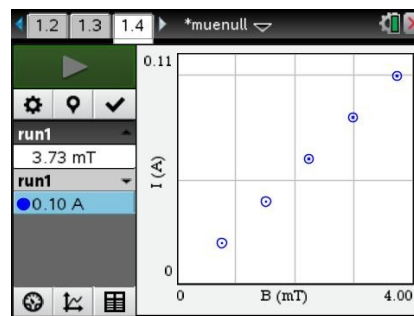 1.2 1.3 1.4 *muenull
run1
3.73 mT
run1
0.10 A
0.11
I (A)
0
0 B (mT) 4.00